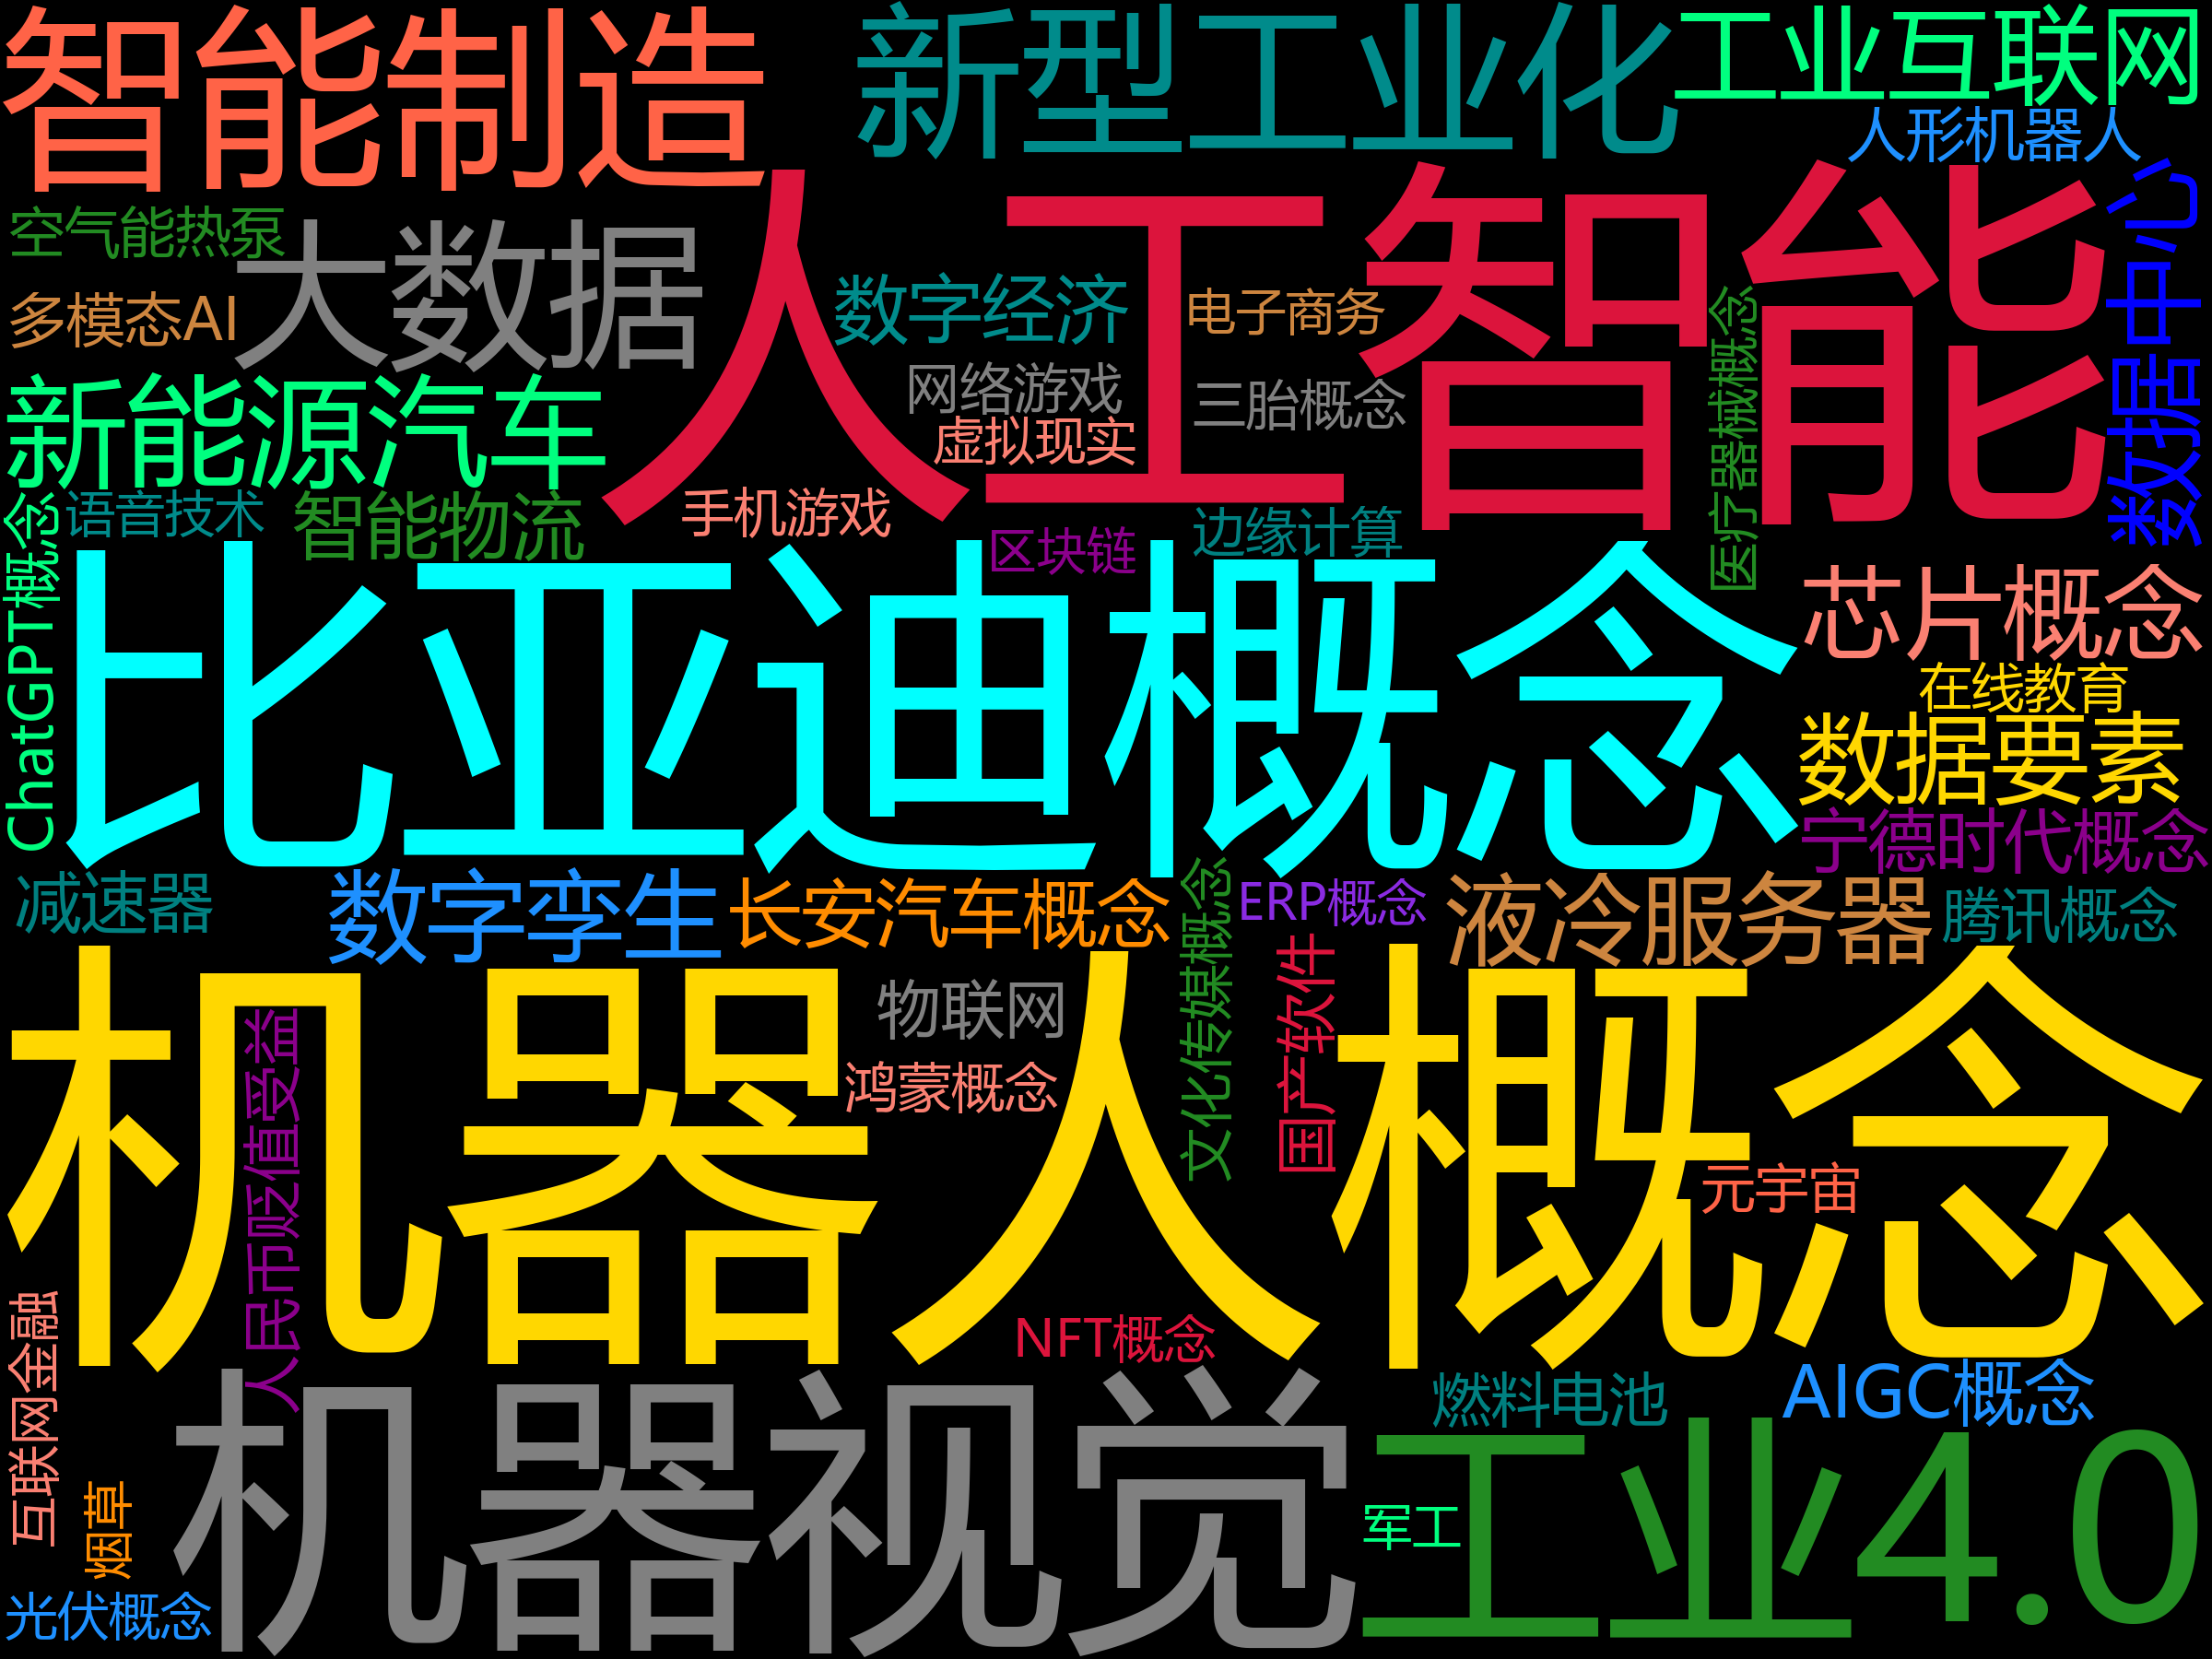 智能制造
新型工业化
工业互联网
人形机器人
人工智能
数据中心
空气能热泵
大数据
多模态AI
数字经济
电子商务
医疗器械概念
网络游戏
三胎概念
新能源汽车
虚拟现实
ChatGPT概念
语音技术
智能物流
手机游戏
区块链
边缘计算
比亚迪概念
芯片概念
在线教育
数据要素
宁德时代概念
减速器
数字孪生
长安汽车概念
文化传媒概念
ERP概念
液冷服务器
腾讯概念
机器人概念
人民币贬值受益
物联网
国产软件
鸿蒙概念
元宇宙
互联网金融
NFT概念
机器视觉
燃料电池
AIGC概念
工业4.0
烟草
军工
光伏概念